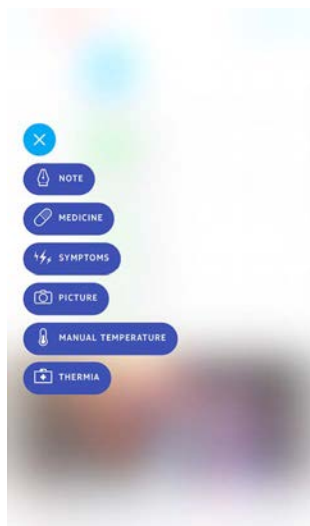 NOTE
MEDICINE
SYMPTOMS
PICTURE
MANUAL TEMPERATURE
THERMIA